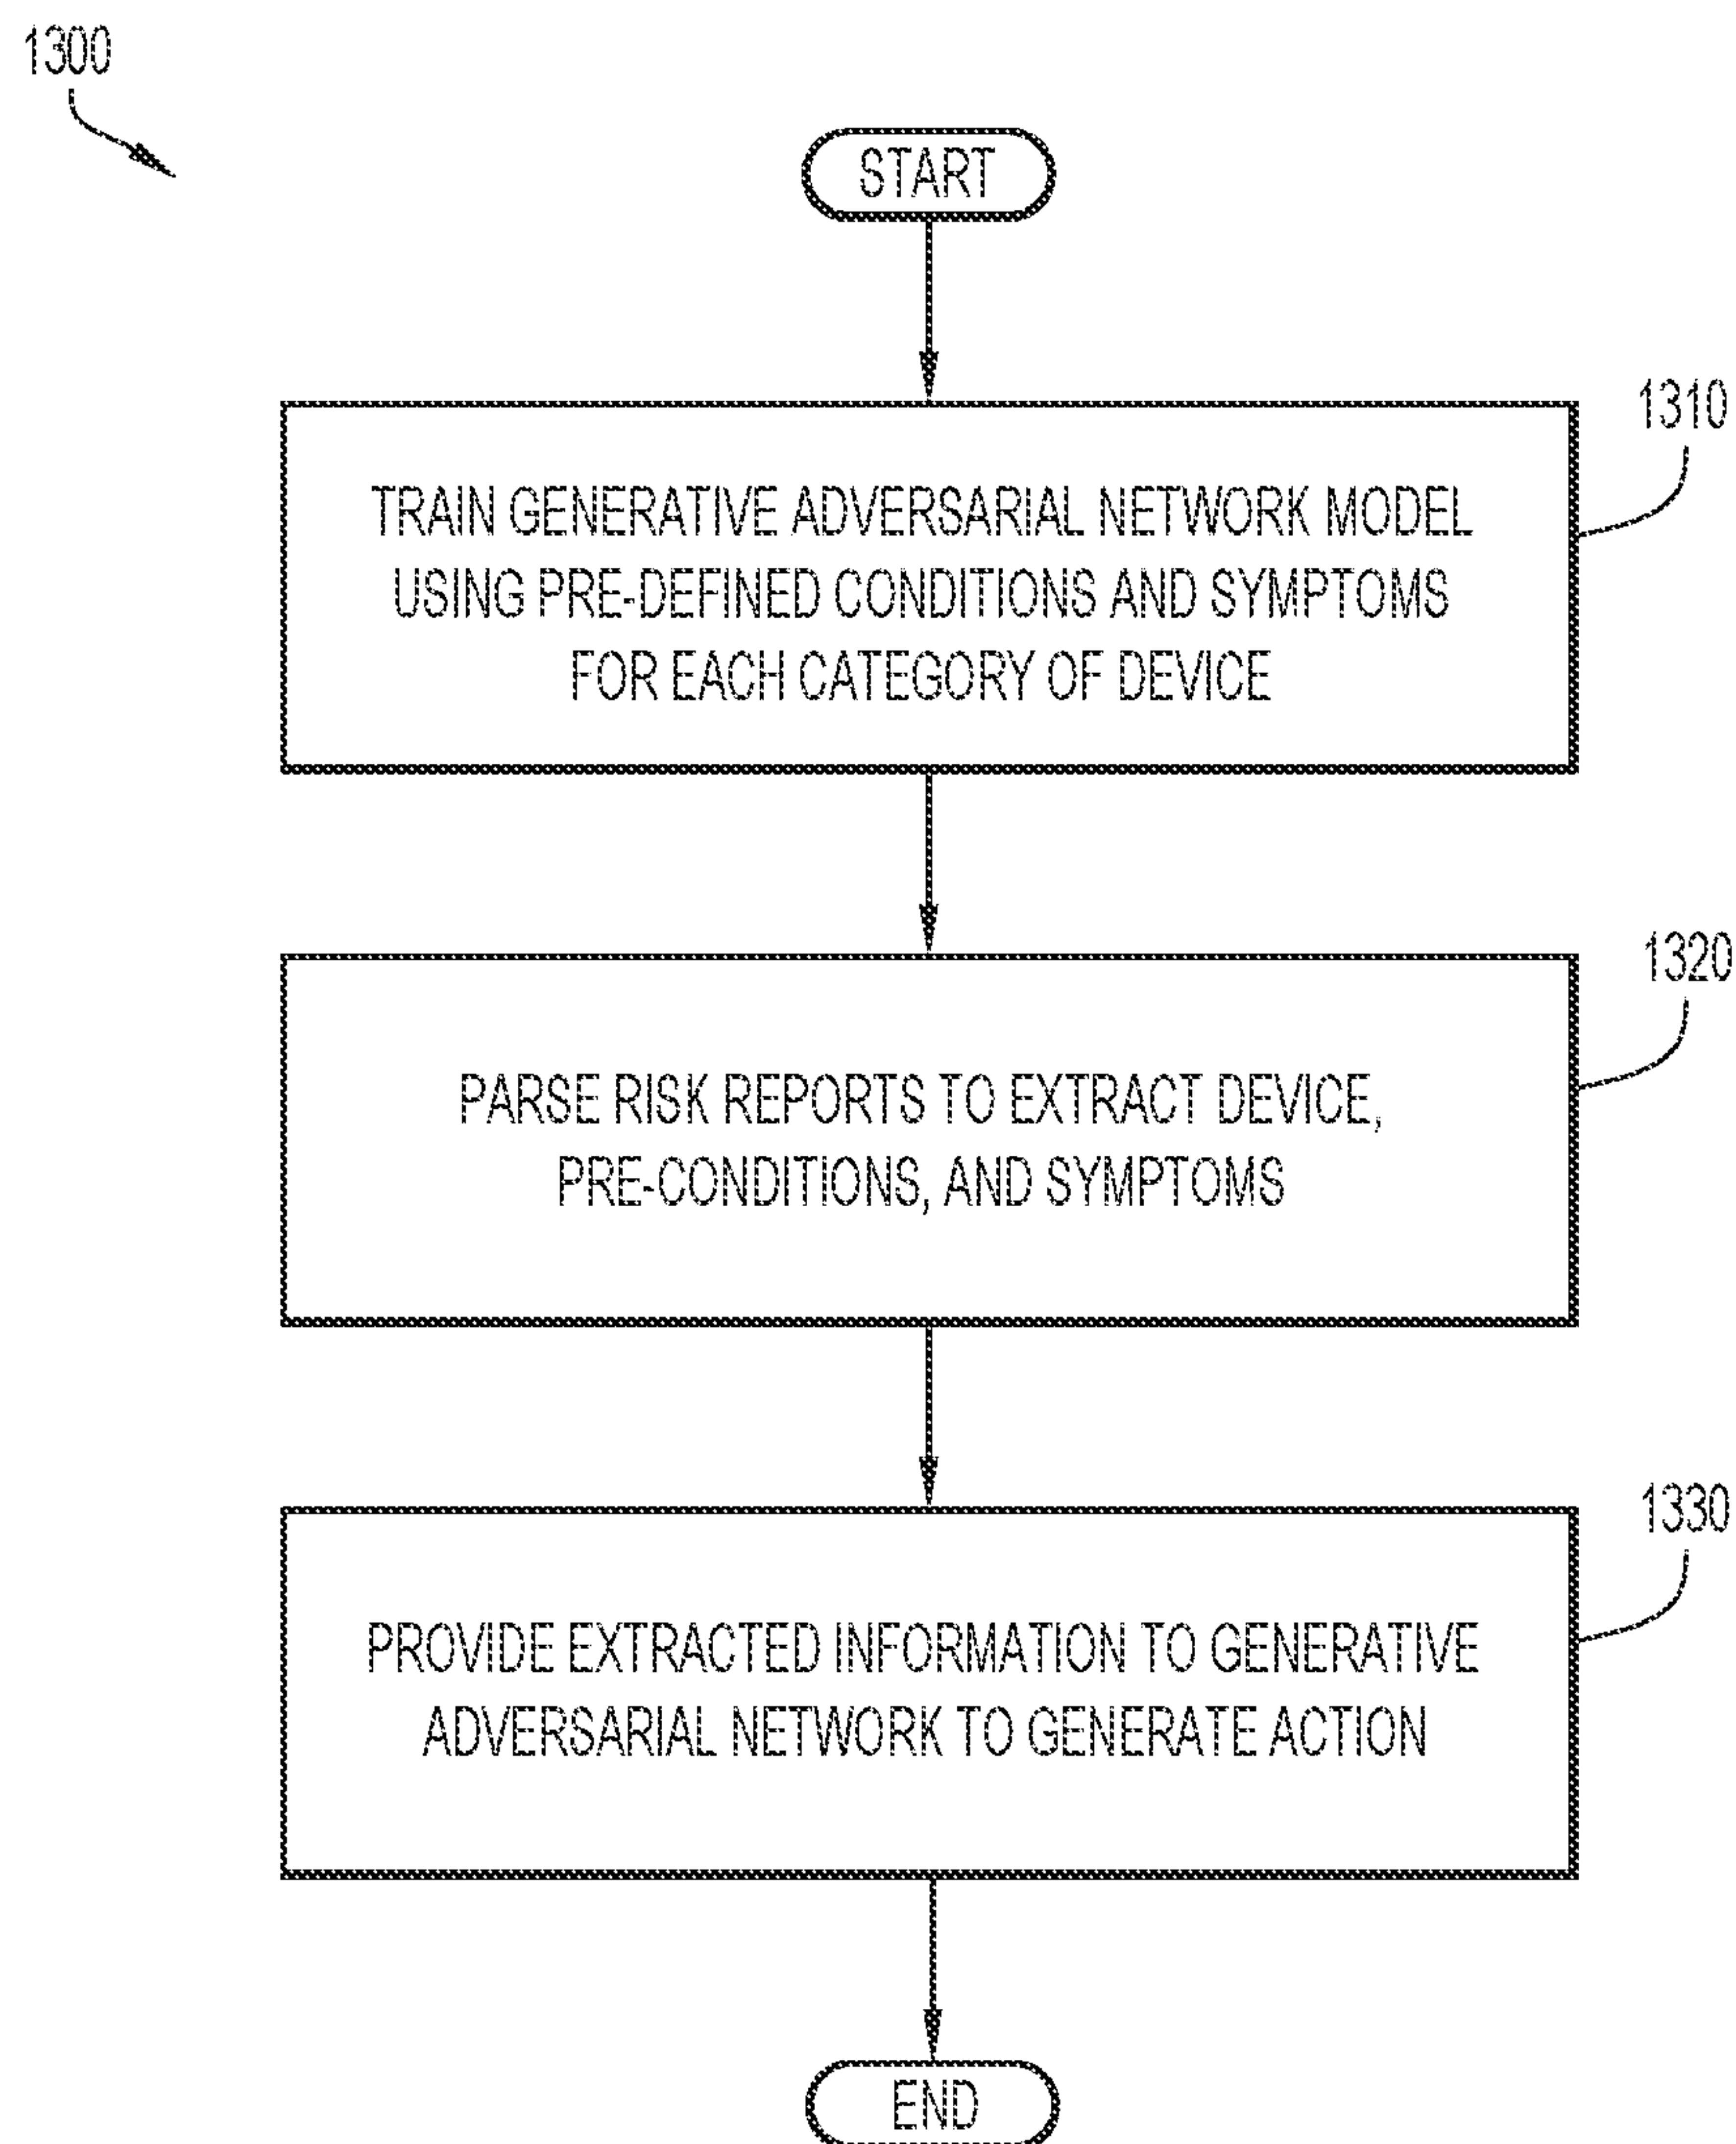 1300
START
1310
TRAIN GENERATIVE ADVERSARIAL NETWORK MODEL
USING PRE-DEFINED CONDITIONS AND SYMPTOMS
FOR EACH CATEGORY OF DEVICE
1320
PARSE RISK REPORTS TO EXTRACT DEVICE,
PRE-CONDITIONS, AND SYMPTOMS
1330
PROVIDE EXTRACTED INFORMATION TO GENERATIVE
ADVERSARIAL NETWORK TO GENERATE ACTION
END